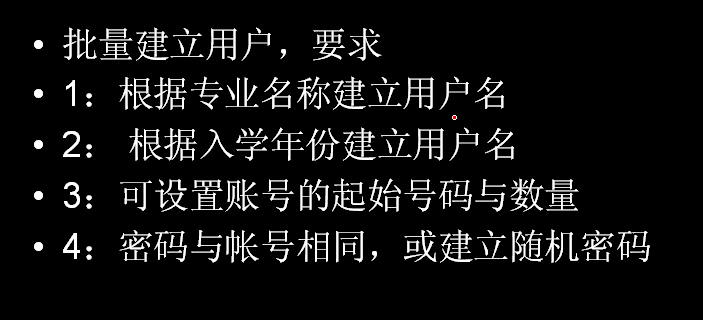 • 批量建立用户，要求
• 1：根据专业名称建立用户名
• 2： 根据入学年份建立用户名
• 3：可设置账号的起始号码与数量
• 4：密码与帐号相同，或建立随机密码